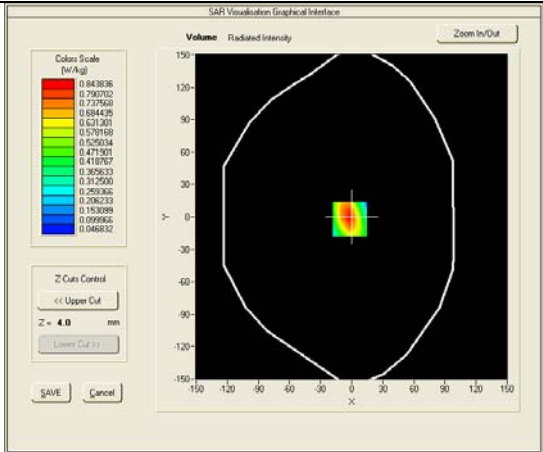 SAR Visualisation Graphical Interface
Volume Radiated Intensity
Zoom In/Out
Colors Scale
(W/kg)
0.843836
0.790702
0.737568
0.684435
0.631301
0.578168
0.525034
0.471901
0.418767
0.365633
0.312500
0.259366
0.206233
0.153099
0.099966
0.046832
Z Cuts Control
<< Upper Cut
Z = 4.0 mm
Lower Cut >>
SAVE
Cancel
150
120
90
60
30
0
-30
-60
-90
-120
-150
Y
-150 -120 -90 -60 -30 0 30 60 90 120 150
X